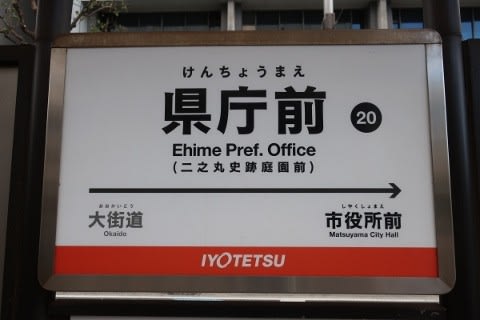 けんちょうまえ
県庁前 20
Ehime Pref. Office
(二之丸史跡庭園前)
おおかいどう
大街道
Okaido
しやくしょまえ
市役所前
Matsuyama City Hall
IYOTETSU